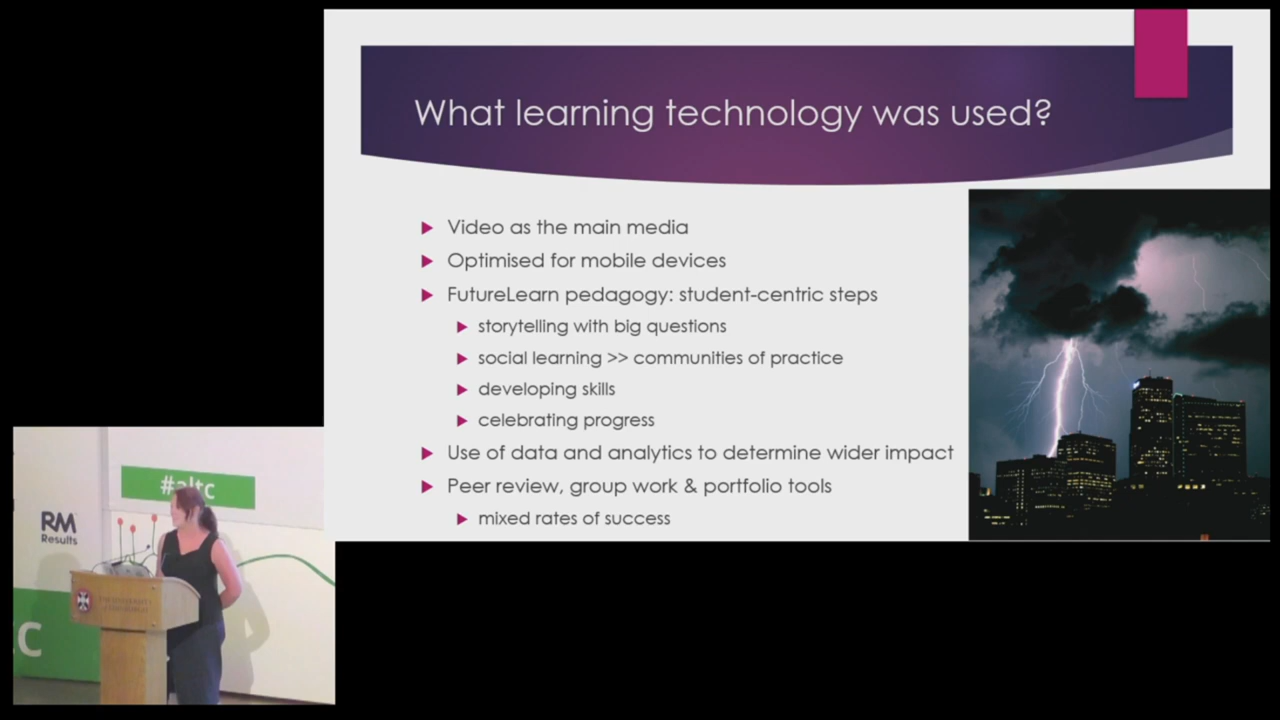 What learning technology was used?
Video as the main media
Optimised for mobile devices
FutureLearn pedagogy: student-centric steps
storytelling with big questions
social learning >> communities of practice
developing skills
celebrating progress
Use of data and analytics to determine wider impact
Peer review, group work & portfolio tools
mixed rates of success
#altc
RM
Results
C